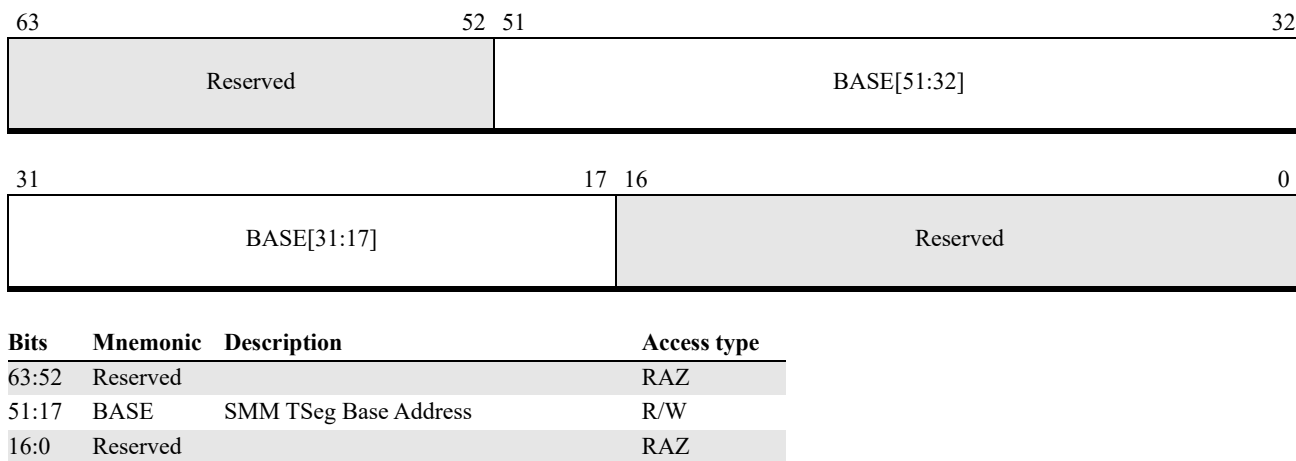 63 52 51 32
Reserved BASE[51:32]
31 17 16 0
BASE[31:17] Reserved
Bits Mnemonic Description Access type
63:52 Reserved RAZ
51:17 BASE SMM TSeg Base Address R/W
16:0 Reserved RAZ